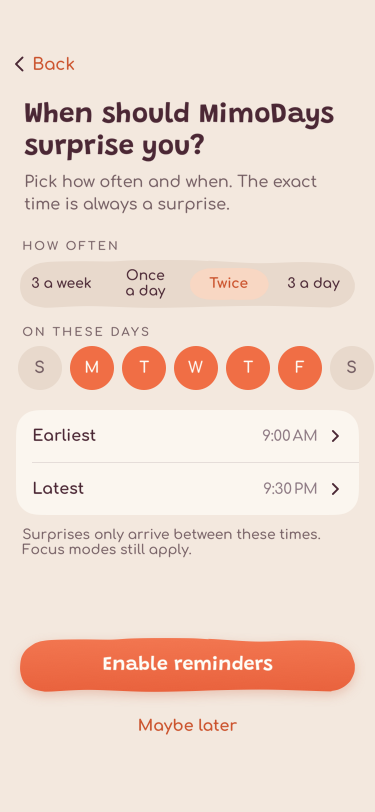 Back
When should MimoDays
surprise you?
Pick how often and when. The exact
time is always a surprise.
HOW OFTEN
3 a week Once a day Twice 3 a day
ON THESE DAYS
S M T W T F S
Earliest 9:00 AM
Latest 9:30 PM
Surprises only arrive between these times.
Focus modes still apply.
Enable reminders
Maybe later